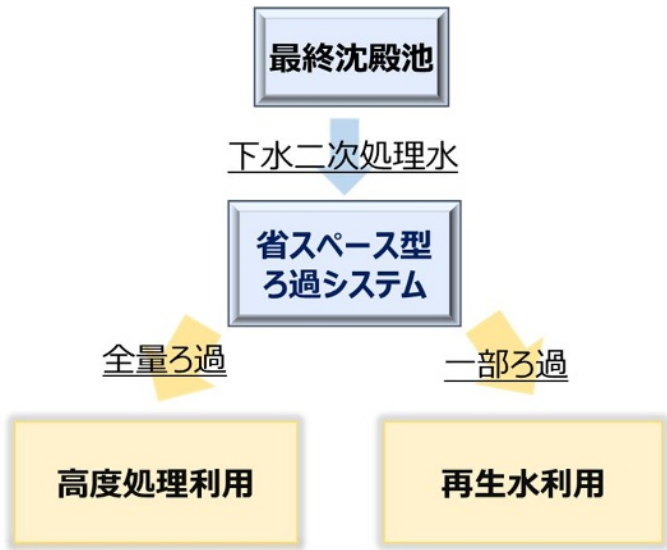 最終沈殿池
下水二次処理水
省スペース型
ろ過システム
全量ろ過
一部ろ過
高度処理利用
再生水利用